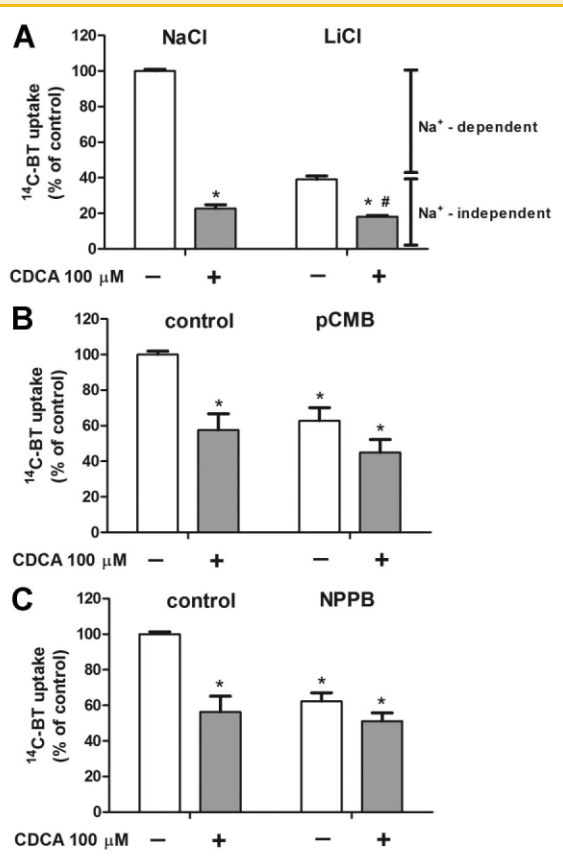 A
NaCl
LiCl
¹⁴C-BT uptake
(% of control)
120
100
80
60
40
20
0
*
* #
Na⁺ - dependent
Na⁺ - independent
CDCA 100 μM − + − +
B
control
pCMB
¹⁴C-BT uptake
(% of control)
120
100
80
60
40
20
0
*
*
*
CDCA 100 μM − + − +
C
control
NPPB
¹⁴C-BT uptake
(% of control)
120
100
80
60
40
20
0
*
*
*
CDCA 100 μM − + − +